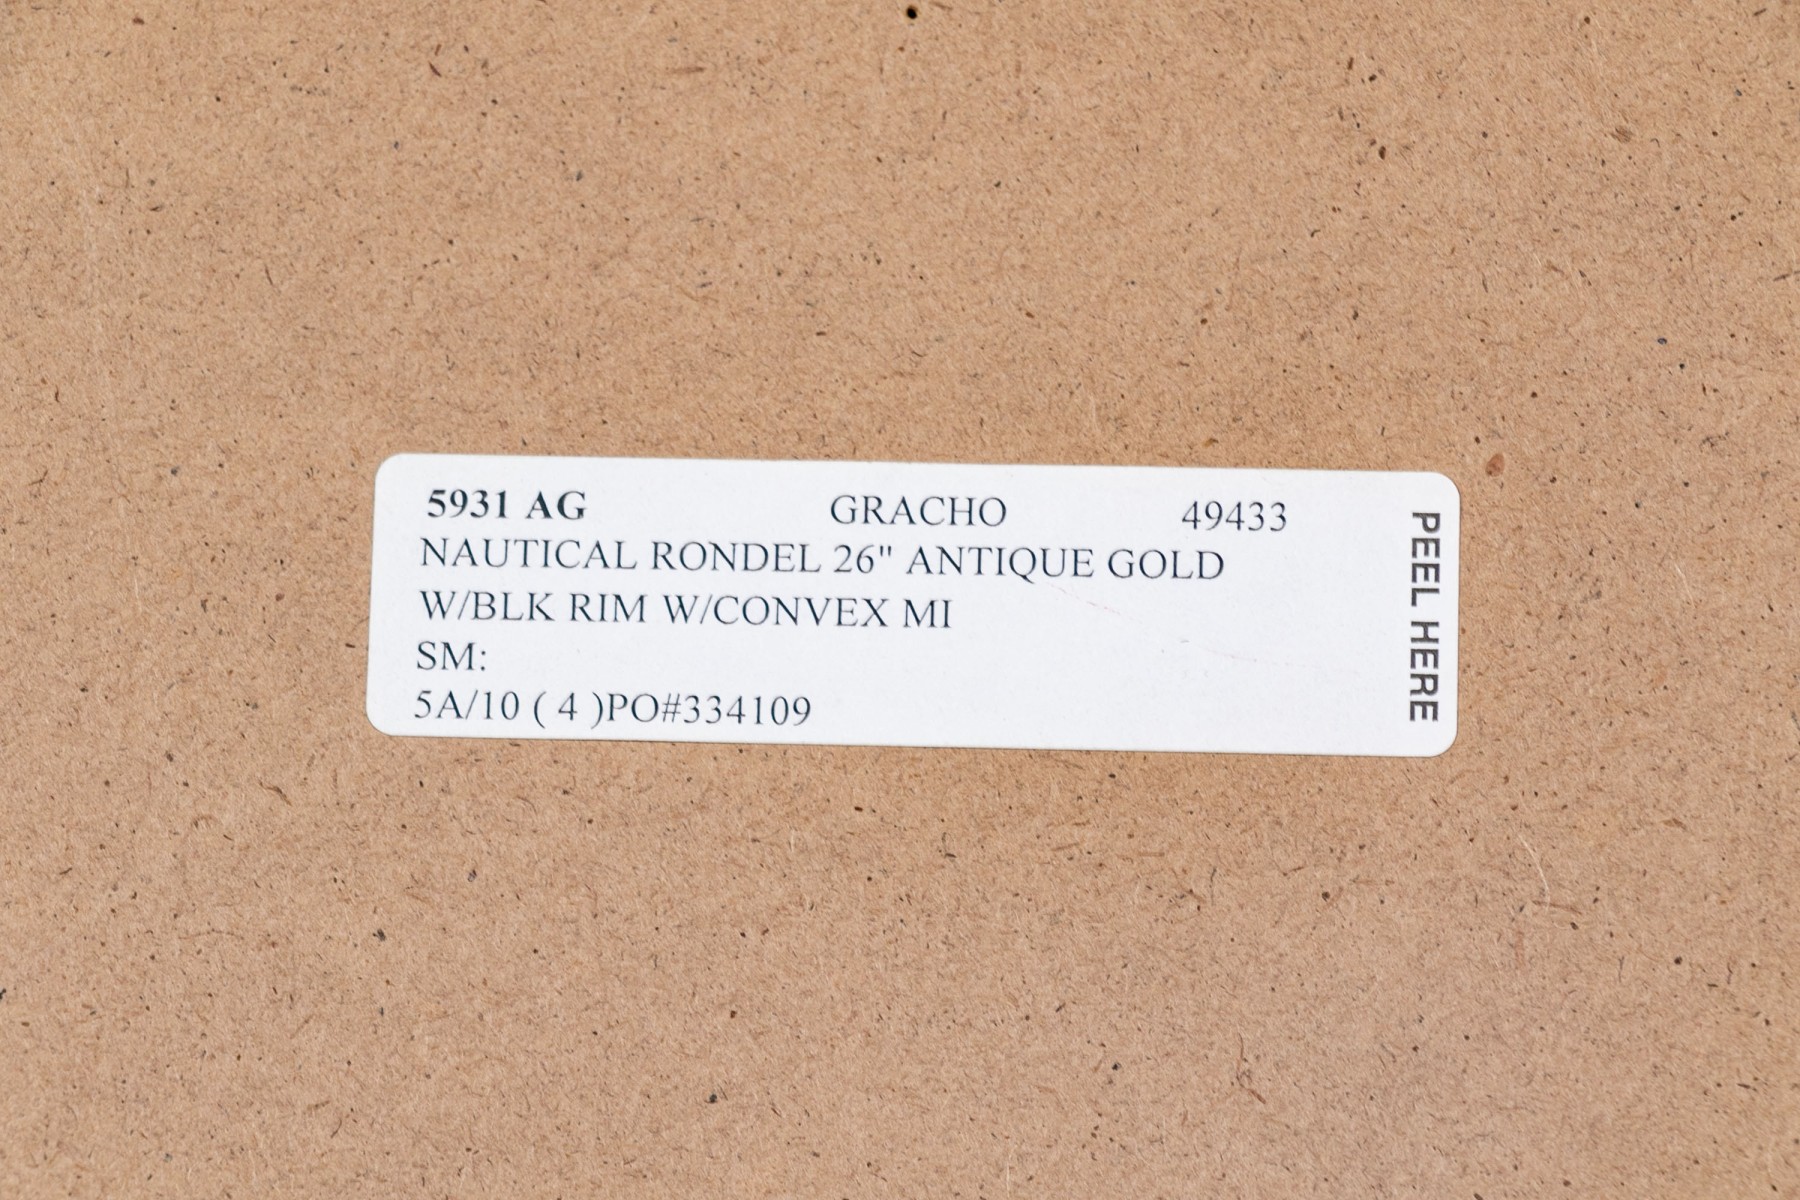 5931 AG GRACHO 49433
NAUTICAL RONDEL 26" ANTIQUE GOLD
W/BLK RIM W/CONVEX MI
SM:
5A/10 ( 4 )PO#334109
PEEL HERE